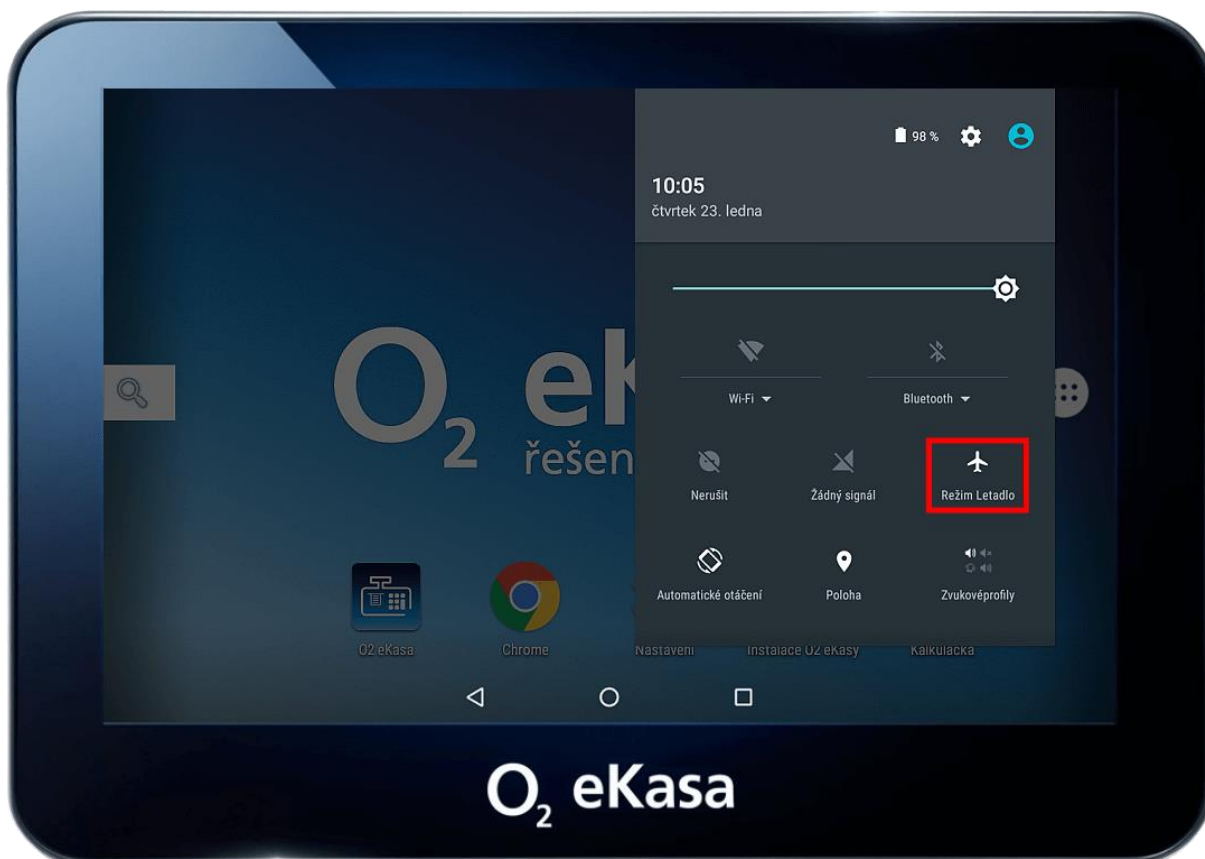 98 %
10:05
čtvrtek 23. ledna
O2 eK
řešen
Wi-Fi
Bluetooth
Nerušit
Žádný signál
Režim Letadlo
Automatické otáčení
Poloha
Zvukovéprofily
O2 eKasa
Chrome
Nastavení
Instalace O2 eKasy
Kalkulačka
O2 eKasa